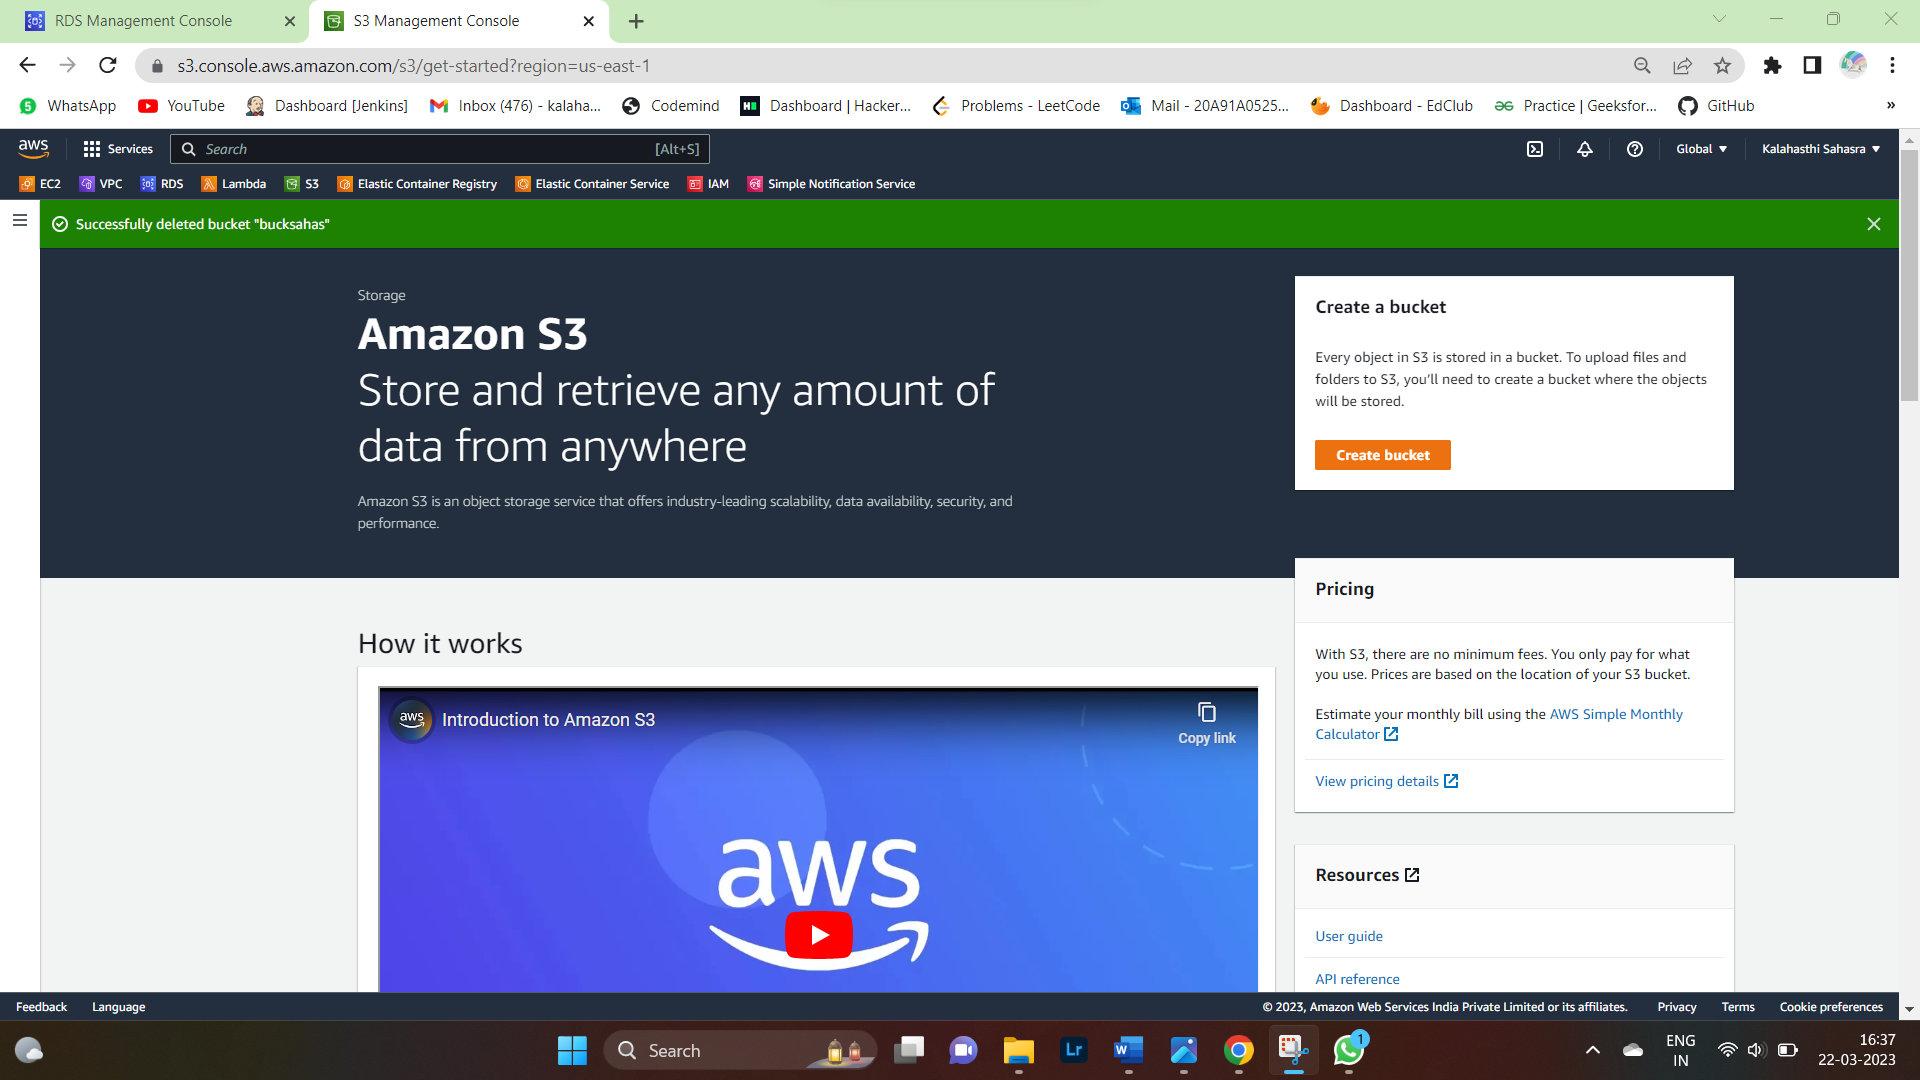 RDS Management Console
S3 Management Console
s3.console.aws.amazon.com/s3/get-started?region=us-east-1
WhatsApp
YouTube
Dashboard [Jenkins]
Inbox (476) - kalaha...
Codemind
Dashboard | Hacker...
Problems - LeetCode
Mail - 20A91A0525...
Dashboard - EdClub
Practice | Geeksfor...
GitHub
»
aws
Services
Search
[Alt+S]
Global
Kalahasthi Sahasra
EC2
VPC
RDS
Lambda
S3
Elastic Container Registry
Elastic Container Service
IAM
Simple Notification Service
Successfully deleted bucket "bucksahas"
Storage
Amazon S3
Store and retrieve any amount of
data from anywhere
Amazon S3 is an object storage service that offers industry-leading scalability, data availability, security, and
performance.
Create a bucket
Every object in S3 is stored in a bucket. To upload files and
folders to S3, you'll need to create a bucket where the objects
will be stored.
Create bucket
Pricing
With S3, there are no minimum fees. You only pay for what
you use. Prices are based on the location of your S3 bucket.
Estimate your monthly bill using the AWS Simple Monthly
Calculator
View pricing details
How it works
aws
Introduction to Amazon S3
Copy link
aws
Resources
User guide
API reference
Feedback
Language
© 2023, Amazon Web Services India Private Limited or its affiliates.
Privacy
Terms
Cookie preferences
Search
Lr
W
1
ENG
IN
16:37
22-03-2023